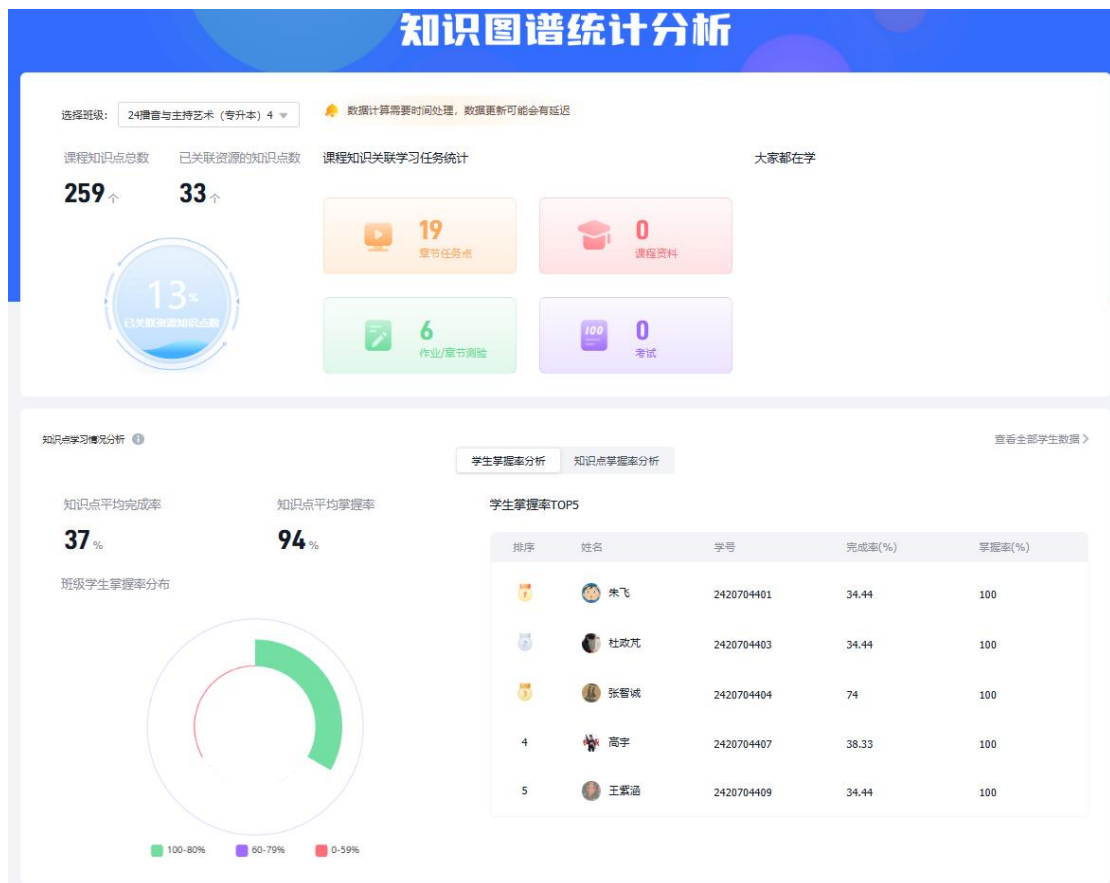 知识图谱统计分析
选择班级: 24播音与主持艺术（专升本）4
数据计算需要时间处理，数据更新可能会有延迟
课程知识点总数 已关联资源的知识点数 课程知识关联学习任务统计 大家都在学
259个 33个
19
章节任务点
0
课程资料
13%
已关联资源知识点数
6
作业/章节测验
100
0
考试
知识点学习情况分析
查看全部学生数据
学生掌握率分析 知识点掌握率分析
知识点平均完成率 知识点平均掌握率 学生掌握率TOP5
37% 94%
排序 姓名 学号 完成率(%) 掌握率(%)
班级学生掌握率分布
1 朱飞 2420704401 34.44 100
2 杜政芃 2420704403 34.44 100
3 张智诚 2420704404 74 100
4 高宇 2420704407 38.33 100
5 王紫涵 2420704409 34.44 100
100-80% 60-79% 0-59%